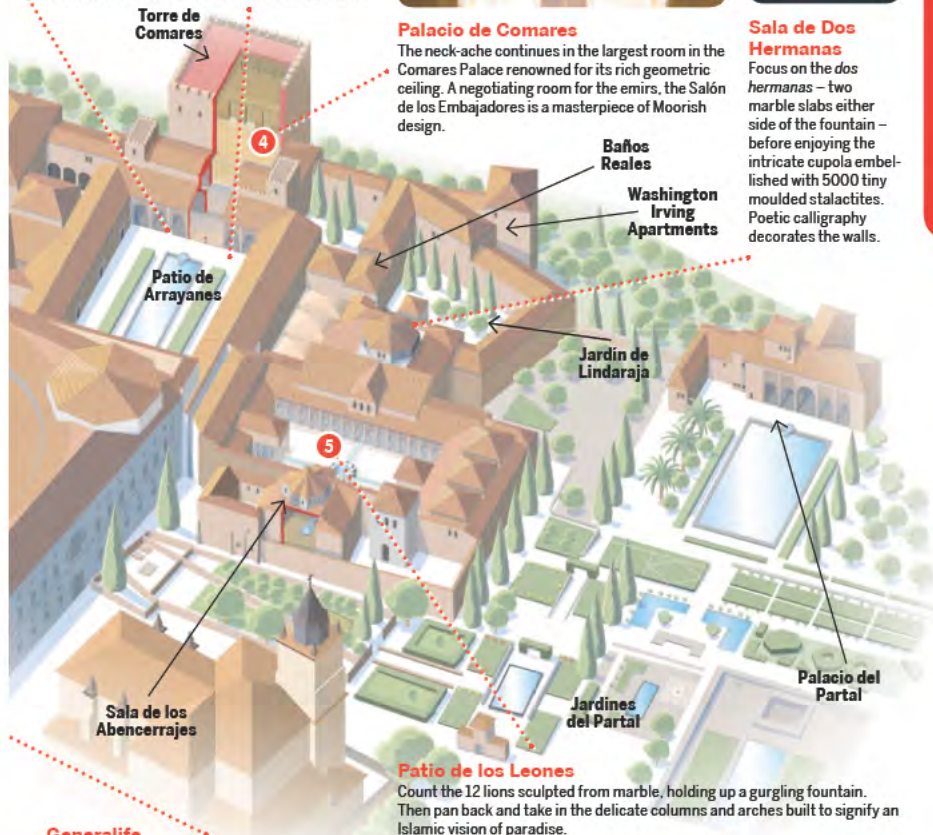 Torre de
Comares
Palacio de Comares
The neck-ache continues in the largest room in the
Comares Palace renowned for its rich geometric
ceiling. A negotiating room for the emirs, the Salón
de los Embajadores is a masterpiece of Moorish
design.
Sala de Dos
Hermanas
Focus on the dos
hermanas – two
marble slabs either
side of the fountain –
before enjoying the
intricate cupola embel-
lished with 5000 tiny
moulded stalactites.
Poetic calligraphy
decorates the walls.
4
Baños
Reales
Washington
Irving
Apartments
Patio de
Arrayanes
Jardín de
Lindaraja
5
Sala de los
Abencerrajes
Jardines
del Partal
Palacio del
Partal
Patio de los Leones
Count the 12 lions sculpted from marble, holding up a gurgling fountain.
Then pan back and take in the delicate columns and arches built to signify an
Islamic vision of paradise.
Generalife